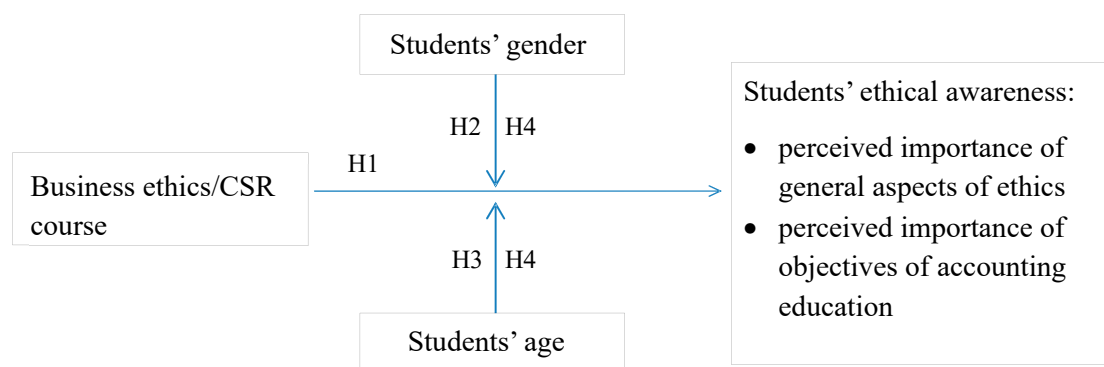 Students’ gender
Students’ ethical awareness:
• perceived importance of
general aspects of ethics
• perceived importance of
objectives of accounting
education
H2 H4
H1
Business ethics/CSR
course
H3 H4
Students’ age